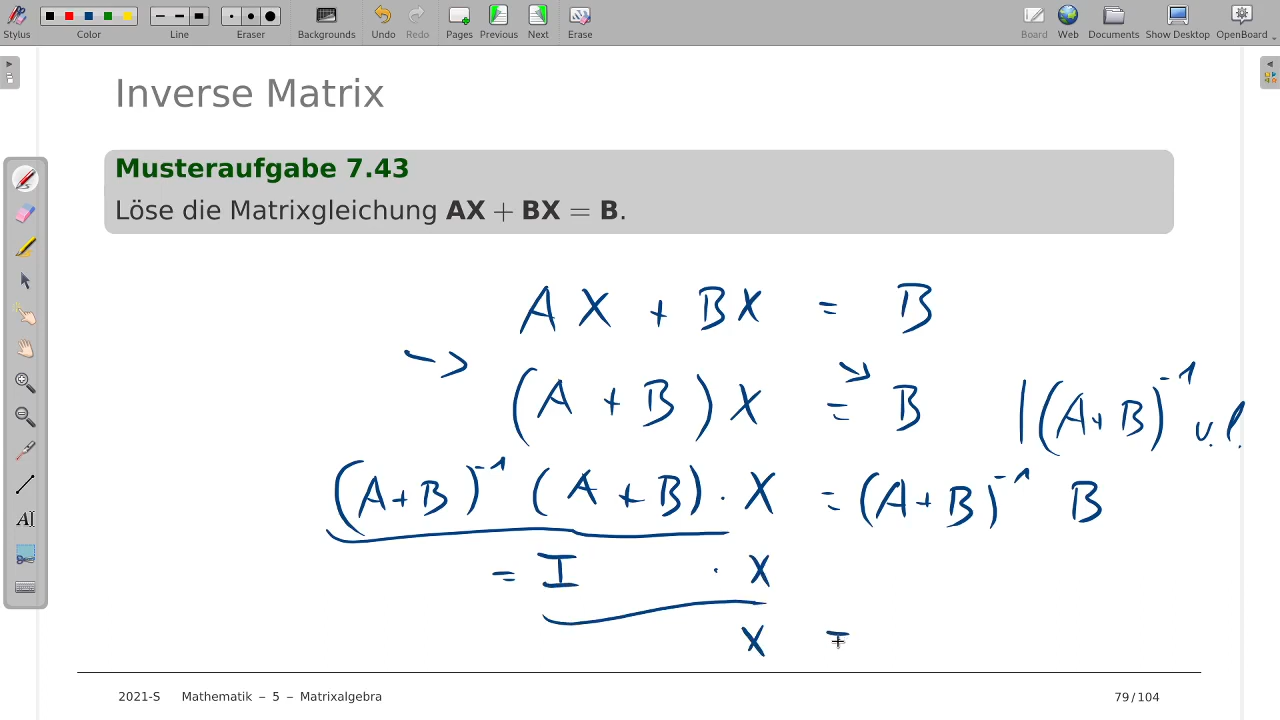 Stylus Color Line Eraser Backgrounds Undo Redo Pages Previous Next Erase Board Web Documents Show Desktop OpenBoard
Inverse Matrix
Musteraufgabe 7.43
Löse die Matrixgleichung AX + BX = B.
AX + BX = B
-> (A + B) X = B | (A+B)⁻¹ v.l.
(A+B)⁻¹ (A + B) · X = (A+B)⁻¹ B
= I · X
X =
2021-S Mathematik – 5 – Matrixalgebra 79/104